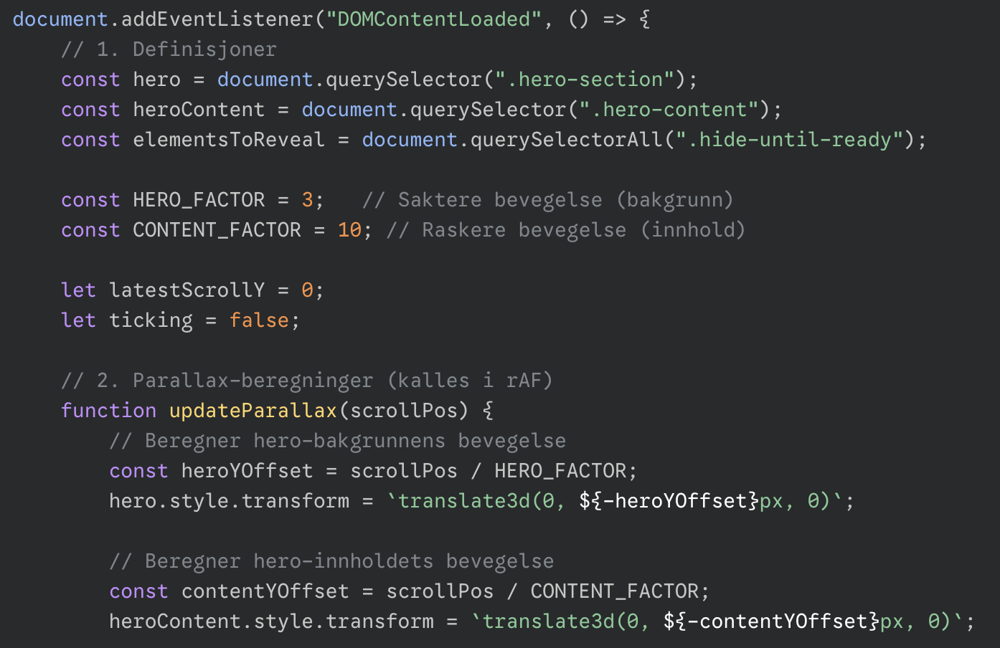 document.addEventListener("DOMContentLoaded", () => {
    // 1. Definisjoner
    const hero = document.querySelector(".hero-section");
    const heroContent = document.querySelector(".hero-content");
    const elementsToReveal = document.querySelectorAll(".hide-until-ready");

    const HERO_FACTOR = 3;   // Saktere bevegelse (bakgrunn)
    const CONTENT_FACTOR = 10; // Raskere bevegelse (innhold)

    let latestScrollY = 0;
    let ticking = false;

    // 2. Parallax-beregninger (kalles i rAF)
    function updateParallax(scrollPos) {
        // Beregner hero-bakgrunnens bevegelse
        const heroYOffset = scrollPos / HERO_FACTOR;
        hero.style.transform = `translate3d(0, ${-heroYOffset}px, 0)`;

        // Beregner hero-innholdets bevegelse
        const contentYOffset = scrollPos / CONTENT_FACTOR;
        heroContent.style.transform = `translate3d(0, ${-contentYOffset}px, 0)`;